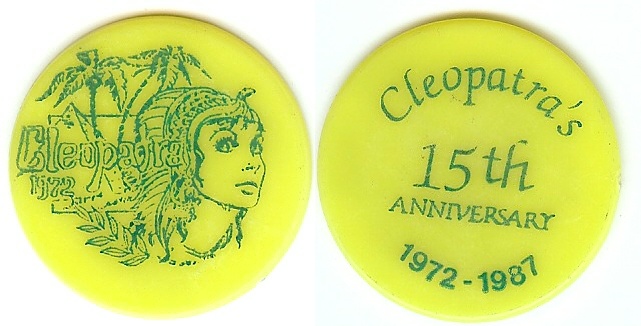 Cleopatra
1972
Cleopatra's
15th
ANNIVERSARY
1972-1987